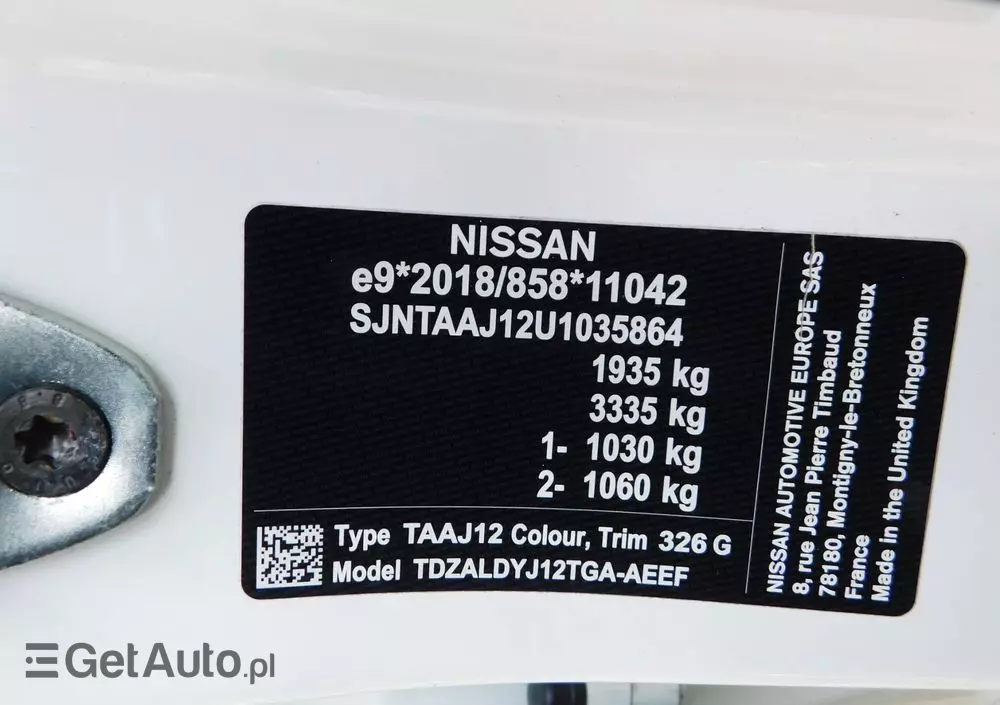 NISSAN
e9*2018/858*11042
SJNTAAJ12U1035864
1935 kg
3335 kg
1- 1030 kg
2- 1060 kg
Type TAAJ12 Colour, Trim 326 G
Model TDZALDYJ12TGA-AEEF
NISSAN AUTOMOTIVE EUROPE SAS
8, rue Jean Pierre Timbaud
78180, Montigny-le-Bretonneux
France
Made in the United Kingdom
GetAuto.pl